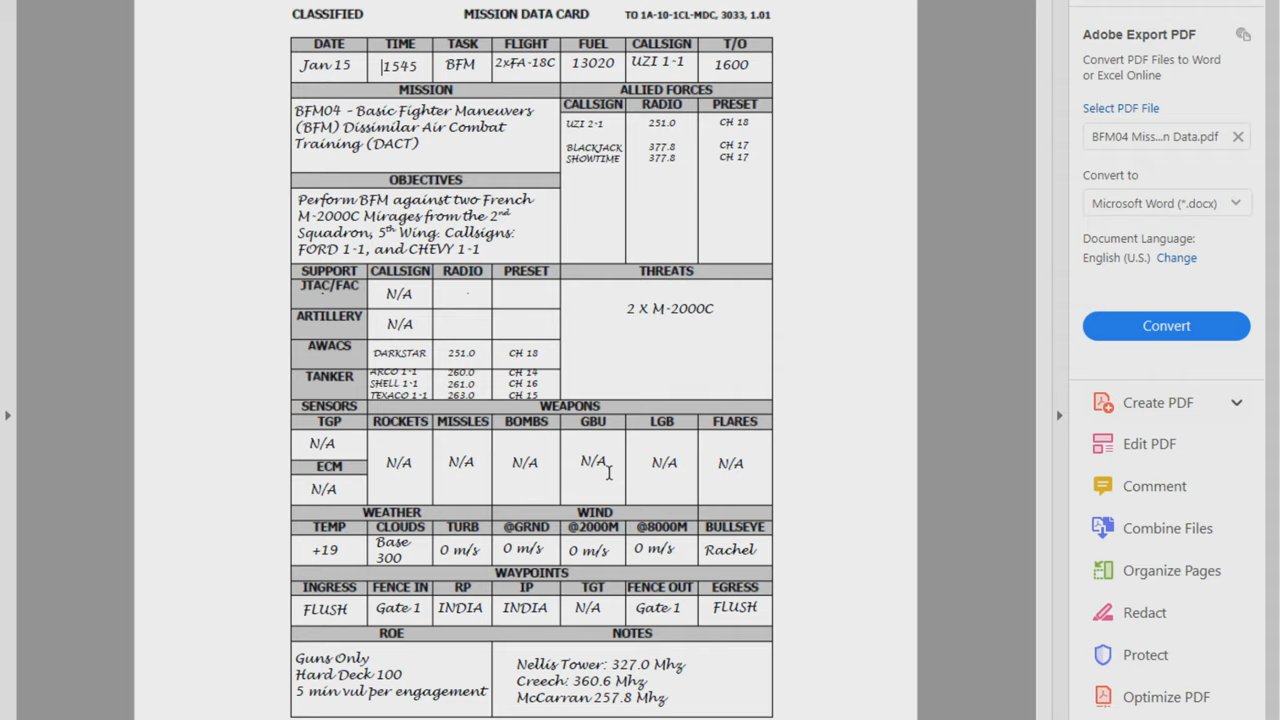 CLASSIFIED MISSION DATA CARD TO 1A-10-1CL-MDC, 3033, 1.01
DATE TIME TASK FLIGHT FUEL CALLSIGN T/O
Jan 15 1545 BFM 2xFA-18C 13020 UZI 1-1 1600
MISSION
BFM04 – Basic Fighter Maneuvers
(BFM) Dissimilar Air Combat
Training (DACT)
ALLIED FORCES
CALLSIGN RADIO PRESET
UZI 2-1 251.0 CH 18
BLACKJACK 377.8 CH 17
SHOWTIME 377.8 CH 17
OBJECTIVES
Perform BFM against two French
M-2000C Mirages from the 2nd
Squadron, 5th Wing. Callsigns:
FORD 1-1, and CHEVY 1-1
SUPPORT CALLSIGN RADIO PRESET
JTAC/FAC N/A
ARTILLERY N/A
AWACS DARKSTAR 251.0 CH 18
TANKER
ARCO 1-1 260.0 CH 14
SHELL 1-1 261.0 CH 16
TEXACO 1-1 263.0 CH 15
THREATS
2 X M-2000C
SENSORS WEAPONS
TGP ROCKETS MISSLES BOMBS GBU LGB FLARES
N/A
ECM N/A N/A N/A N/A N/A N/A
N/A
WEATHER WIND
TEMP CLOUDS TURB @GRND @2000M @8000M BULLSEYE
+19 Base 300 0 m/s 0 m/s 0 m/s 0 m/s Rachel
WAYPOINTS
INGRESS FENCE IN RP IP TGT FENCE OUT EGRESS
FLUSH Gate 1 INDIA INDIA N/A Gate 1 FLUSH
ROE
Guns Only
Hard Deck 100
5 min vul per engagement
NOTES
Nellis Tower: 327.0 Mhz
Creech: 360.6 Mhz
McCarran 257.8 Mhz
Adobe Export PDF
Convert PDF Files to Word
or Excel Online
Select PDF File
BFM04 Miss...n Data.pdf
Convert to
Microsoft Word (*.docx)
Document Language:
English (U.S.) Change
Convert
Create PDF
Edit PDF
Comment
Combine Files
Organize Pages
Redact
Protect
Optimize PDF